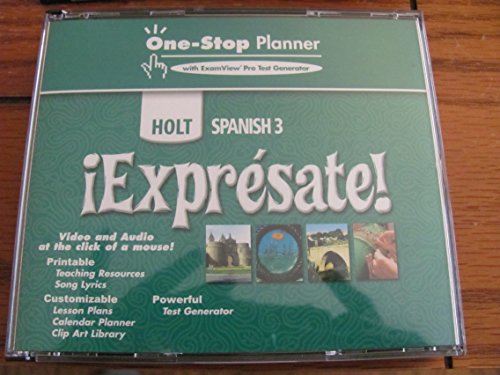 One-Stop Planner
with ExamView® Pro Test Generator
HOLT SPANISH 3
¡Exprésate!
Video and Audio
at the click of a mouse!
Printable
Teaching Resources
Song Lyrics
Customizable
Lesson Plans
Calendar Planner
Clip Art Library
Powerful
Test Generator